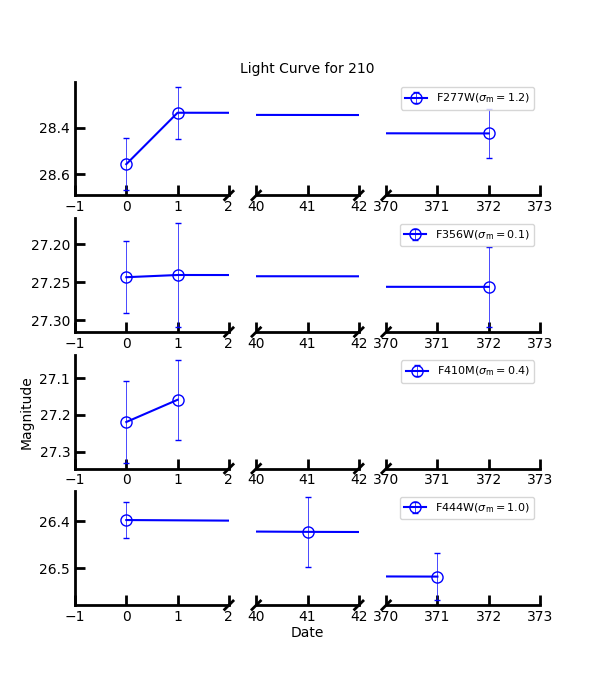 Light Curve for 210
F277W(σm = 1.2)
28.4
28.6
−1 0 1 2 40 41 42 370 371 372 373
F356W(σm = 0.1)
27.20
27.25
27.30
−1 0 1 2 40 41 42 370 371 372 373
F410M(σm = 0.4)
27.1
27.2
27.3
Magnitude
−1 0 1 2 40 41 42 370 371 372 373
F444W(σm = 1.0)
26.4
26.5
−1 0 1 2 40 41 42 370 371 372 373
Date